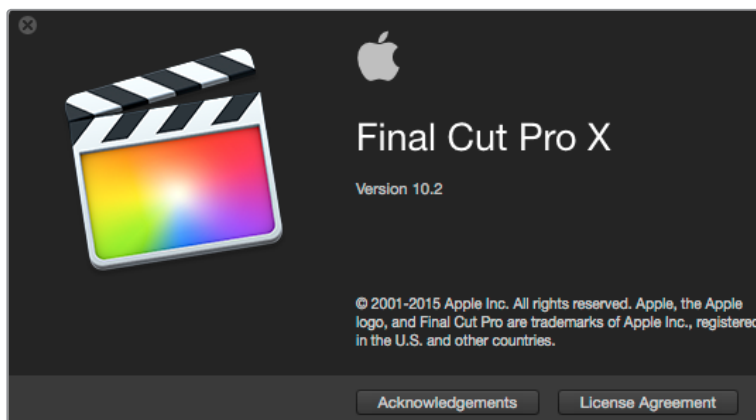 Final Cut Pro X
Version 10.2
© 2001-2015 Apple Inc. All rights reserved. Apple, the Apple
logo, and Final Cut Pro are trademarks of Apple Inc., registered
in the U.S. and other countries.
Acknowledgements
License Agreement